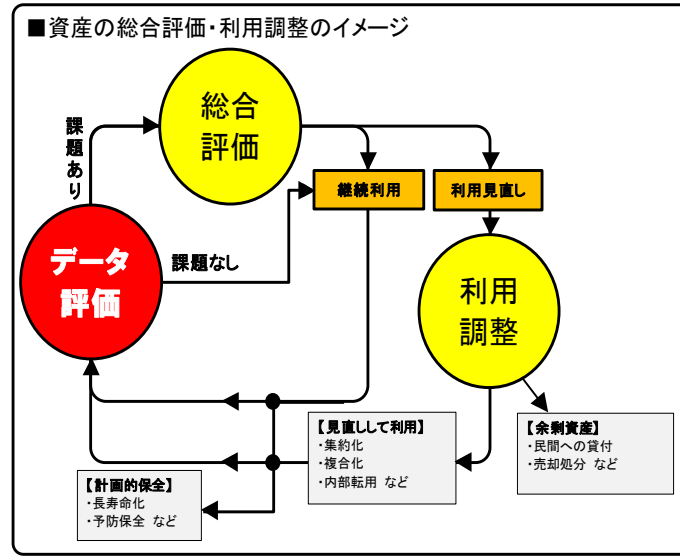 ■資産の総合評価･利用調整のイメージ
総合
評価
課題あり
継続利用
利用見直し
データ
評価
課題なし
利用
調整
【見直しして利用】
･集約化
･複合化
･内部転用 など
【余剰資産】
･民間への貸付
･売却処分 など
【計画的保全】
･長寿命化
･予防保全 など